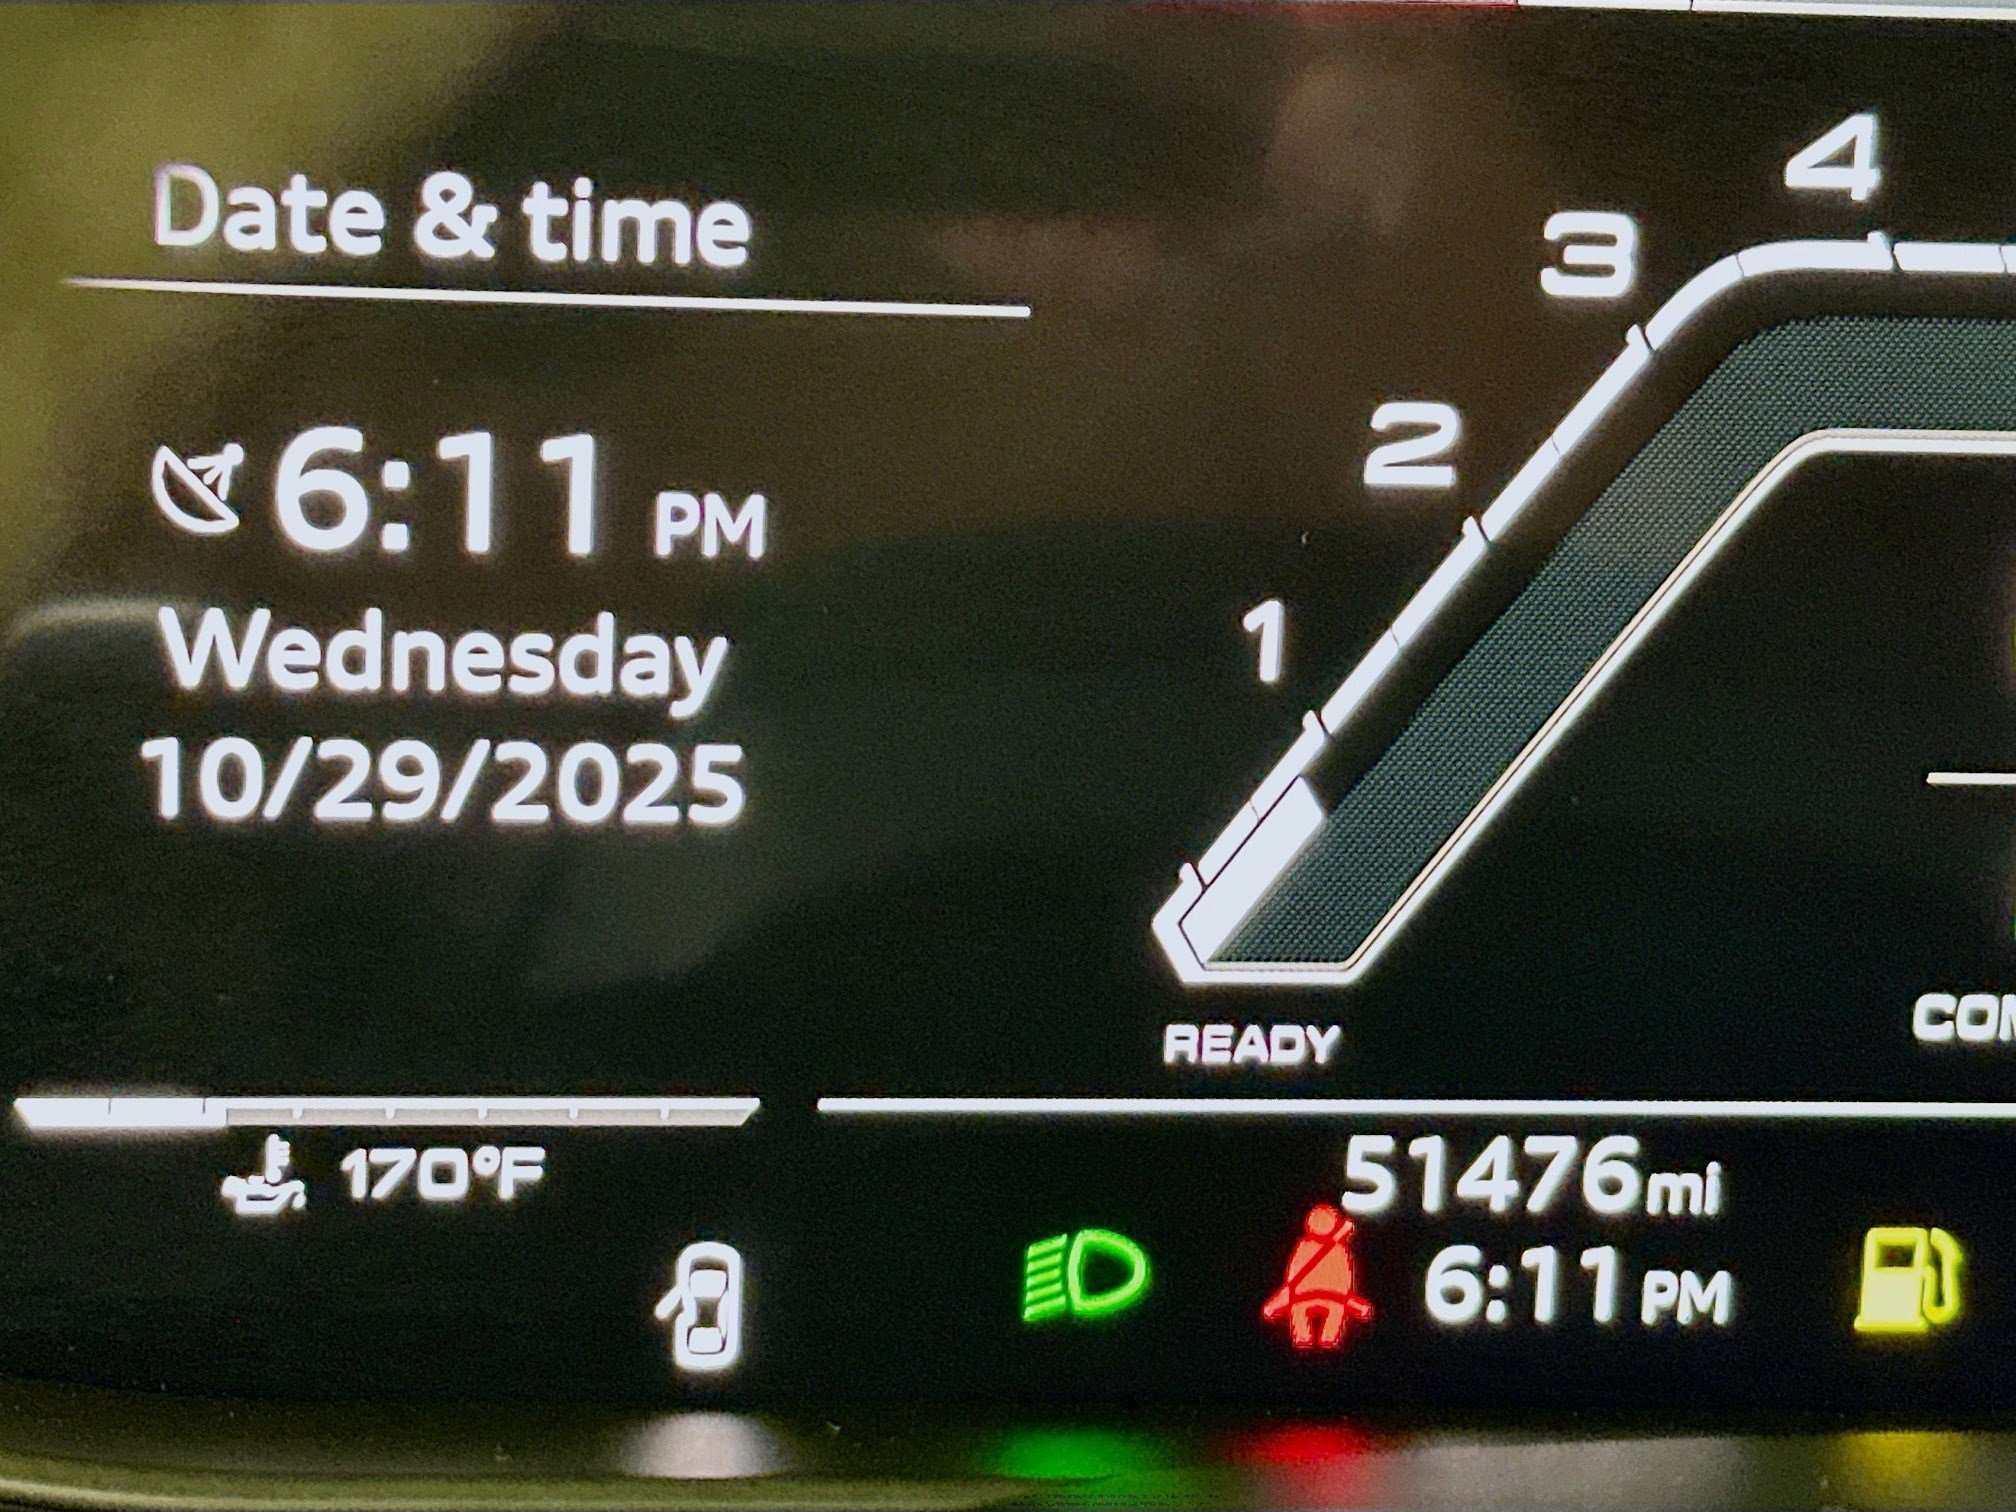 Date & time
6:11 PM
Wednesday
10/29/2025
4
3
2
1
READY
170°F
51476mi
6:11 PM